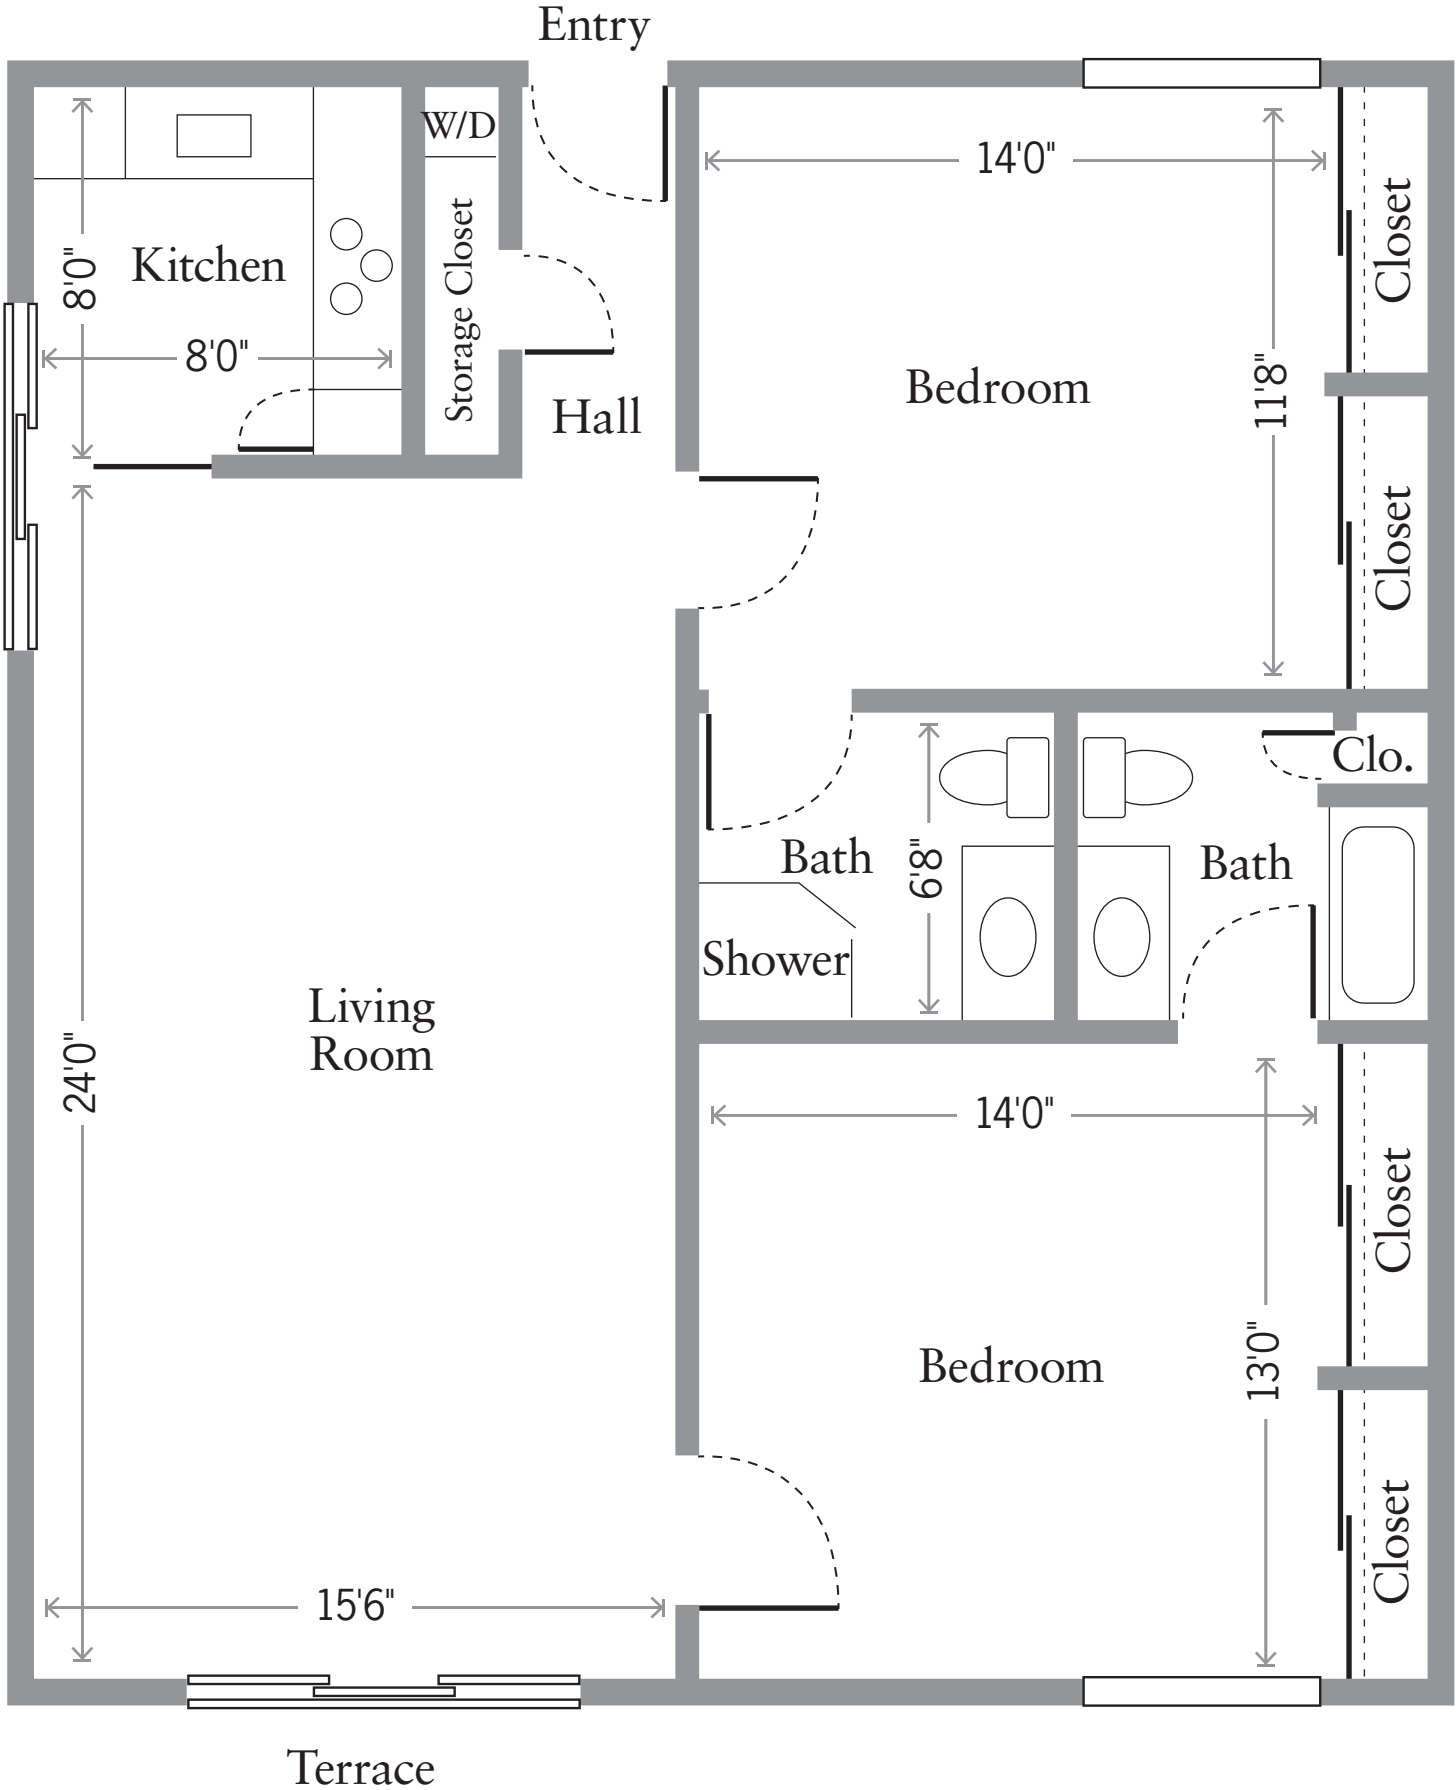 Entry
W/D
14'0"
Closet
Storage Closet
Kitchen
8'0"
8'0"
Hall
Bedroom
11'8"
Closet
Clo.
Bath
6'8"
Bath
Shower
Living
Room
24'0"
14'0"
Closet
Bedroom
13'0"
Closet
15'6"
Terrace